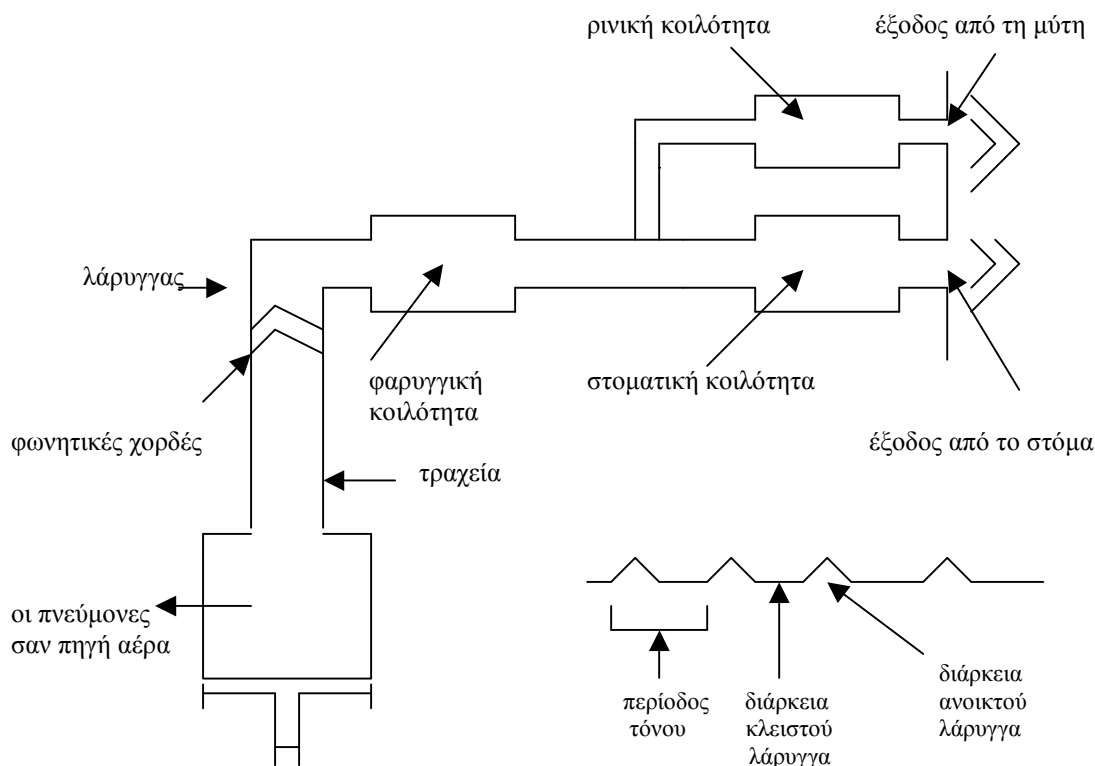 ρινική κοιλότητα
έξοδος από τη μύτη
λάρυγγας
φαρυγγική
κοιλότητα
στοματική κοιλότητα
φωνητικές χορδές
έξοδος από το στόμα
τραχεία
οι πνεύμονες
σαν πηγή αέρα
περίοδος
τόνου
διάρκεια
κλειστού
λάρυγγα
διάρκεια
ανοικτού
λάρυγγα